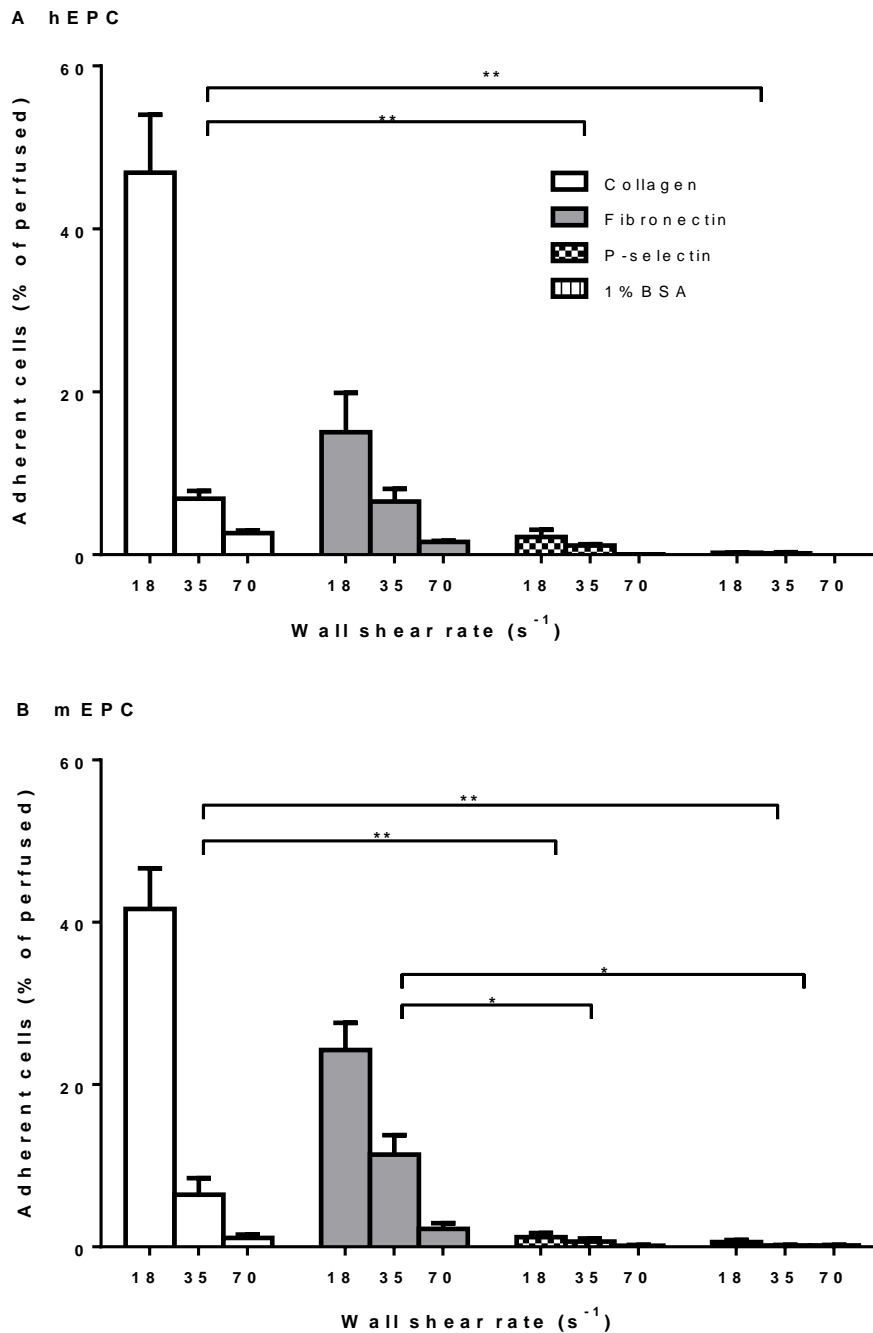 A hEPC
60
**
**
Collagen
Fibronectin
P-selectin
1% BSA
40
20
0
Adherent cells (% of perfused)
18 35 70 18 35 70 18 35 70 18 35 70
Wall shear rate (s-1)
B mEPC
60
**
**
40
*
*
20
0
Adherent cells (% of perfused)
18 35 70 18 35 70 18 35 70 18 35 70
Wall shear rate (s-1)